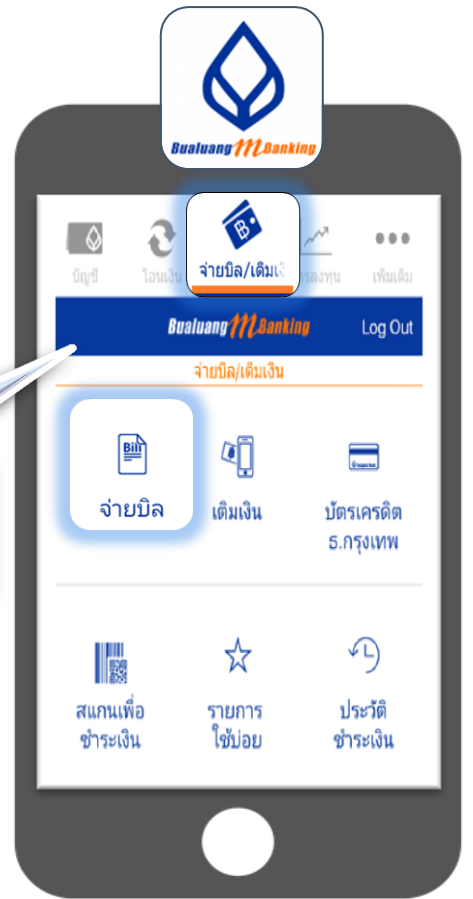 Bualuang mBanking
บัญชี
โอนเงิน
จ่ายบิล/เติมเงิ
รลงทุน
เพิ่มเติม
Bualuang mBanking
Log Out
จ่ายบิล/เติมเงิน
Bill
จ่ายบิล
เติมเงิน
บัตรเครดิต
ธ.กรุงเทพ
สแกนเพื่อ
ชำระเงิน
รายการ
ใช้บ่อย
ประวัติ
ชำระเงิน